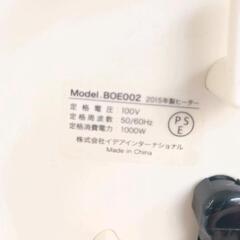 Model.BOE002 2015年製ヒーター
定格電圧：100V
定格周波数：50/60Hz
定格消費電力：1000W
株式会社イデアインターナショナル
Made in China
PS
E